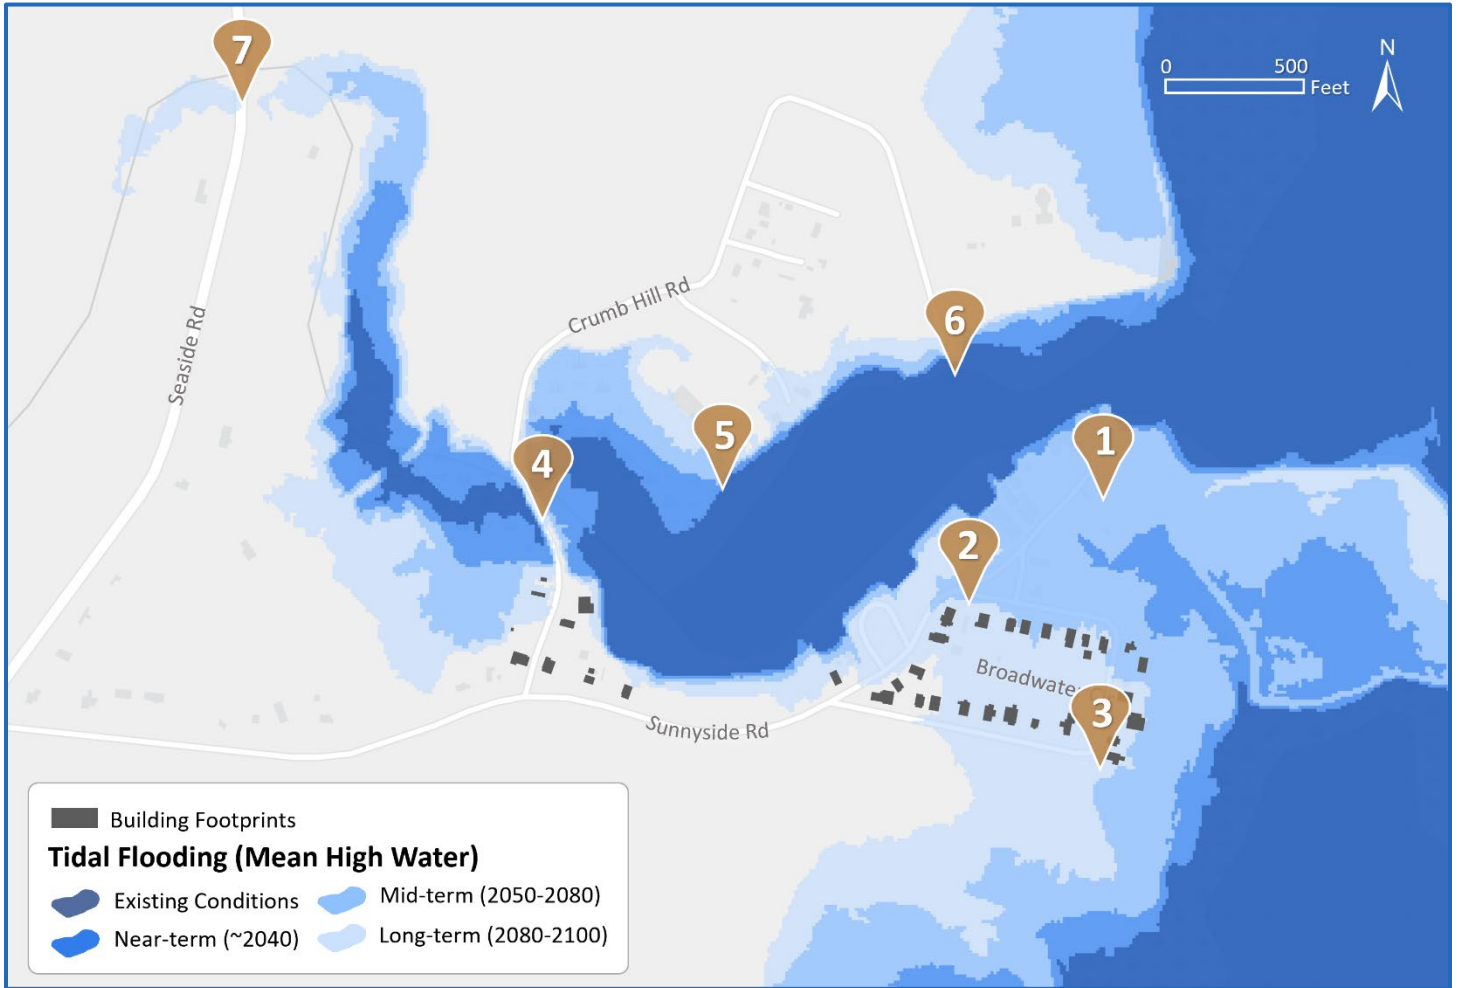 7
N
0 500
Feet
Crumb Hill Rd
6
Seaside Rd
5
1
4
2
Broadwater
3
Sunnyside Rd
Building Footprints
Tidal Flooding (Mean High Water)
Existing Conditions
Mid-term (2050-2080)
Near-term (~2040)
Long-term (2080-2100)